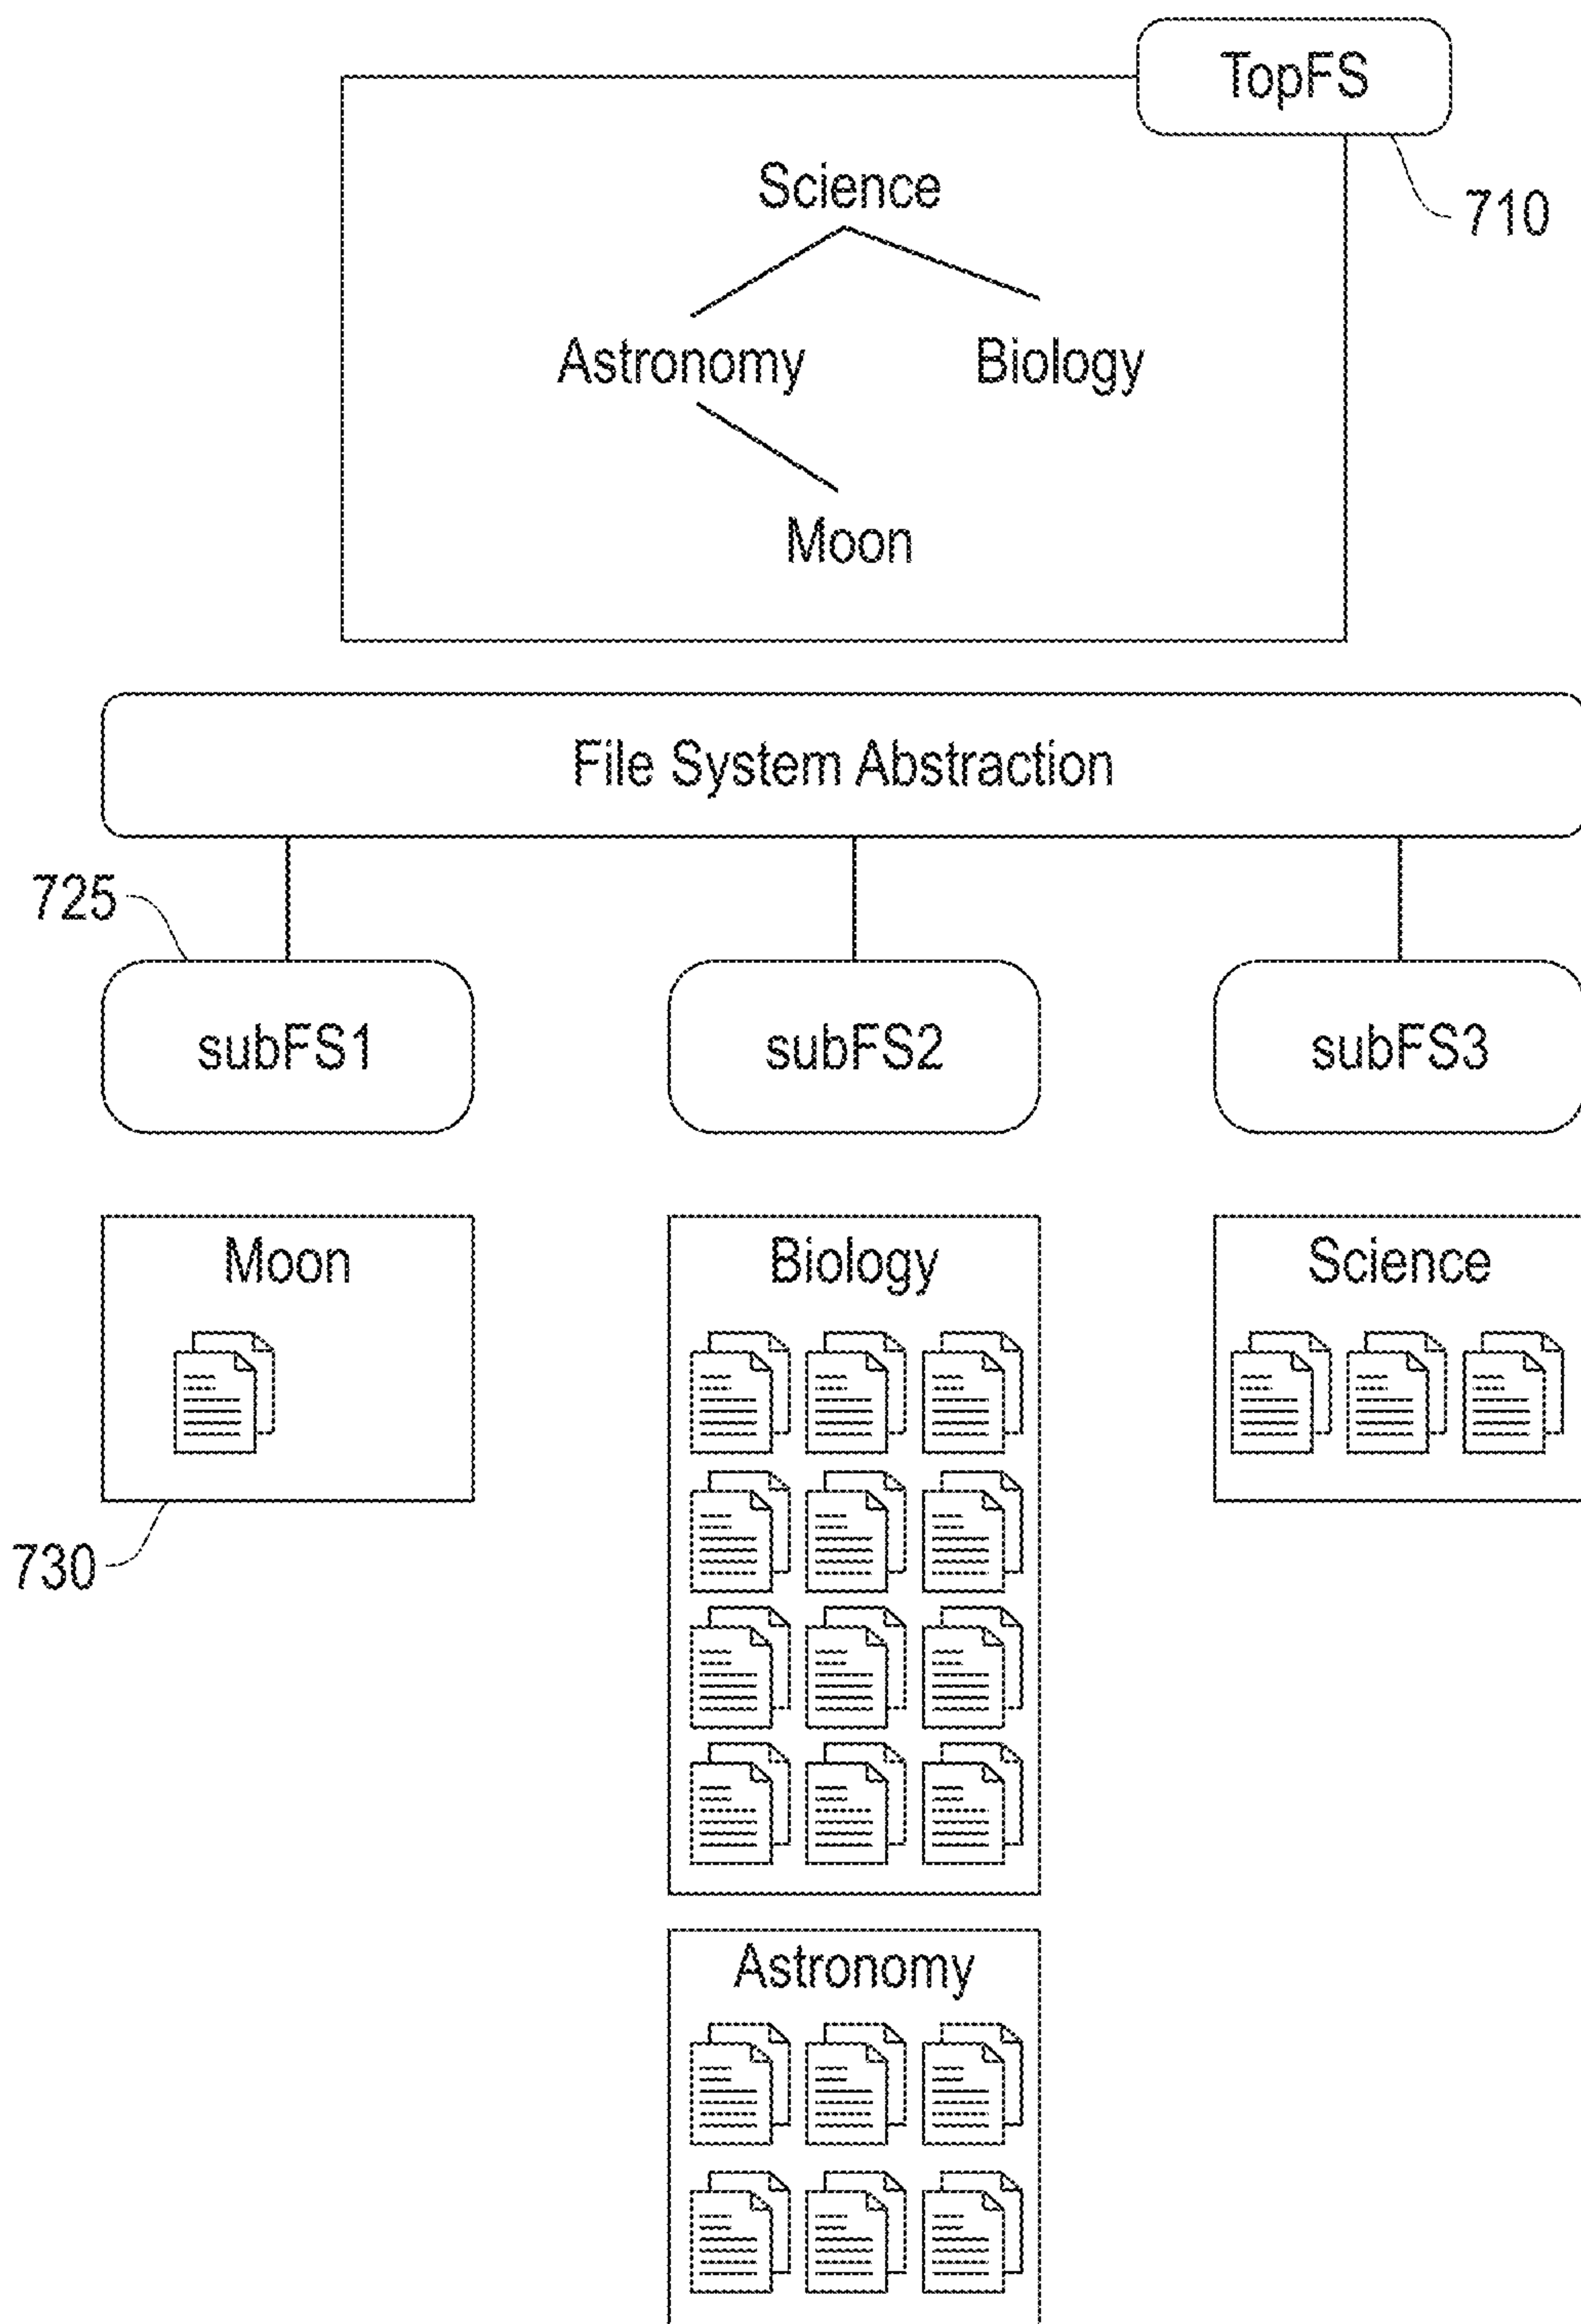 TopFS
710
Science
Astronomy Biology
Moon
File System Abstraction
725
subFS1 subFS2 subFS3
Moon Biology Science
730
Astronomy